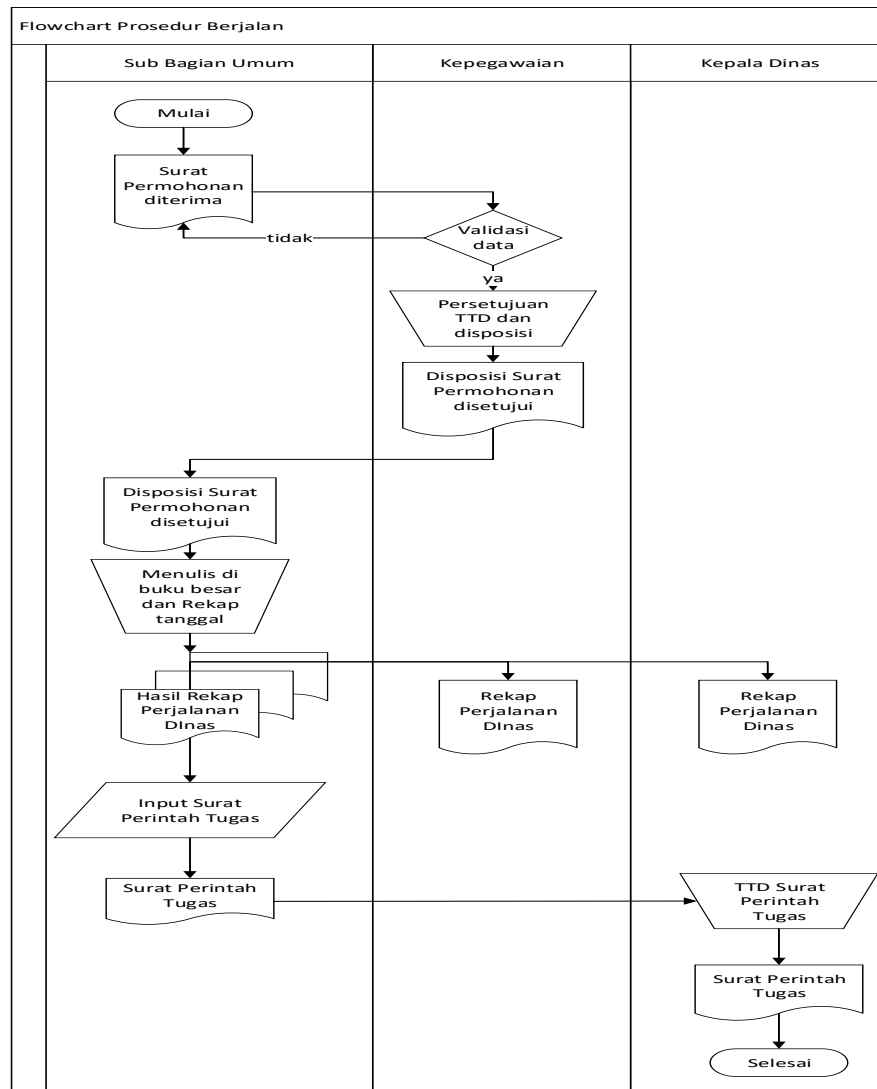 Flowchart Prosedur Berjalan
Sub Bagian Umum
Kepegawaian
Kepala Dinas
Mulai
Surat
Permohonan
diterima
Validasi
data
tidak
ya
Persetujuan
TTD dan
disposisi
Disposisi Surat
Permohonan
disetujui
Disposisi Surat
Permohonan
disetujui
Menulis di
buku besar
dan Rekap
tanggal
Hasil Rekap
Perjalanan
DInas
Rekap
Perjalanan
DInas
Rekap
Perjalanan
Dinas
Input Surat
Perintah Tugas
Surat Perintah
Tugas
TTD Surat
Perintah
Tugas
Surat Perintah
Tugas
Selesai